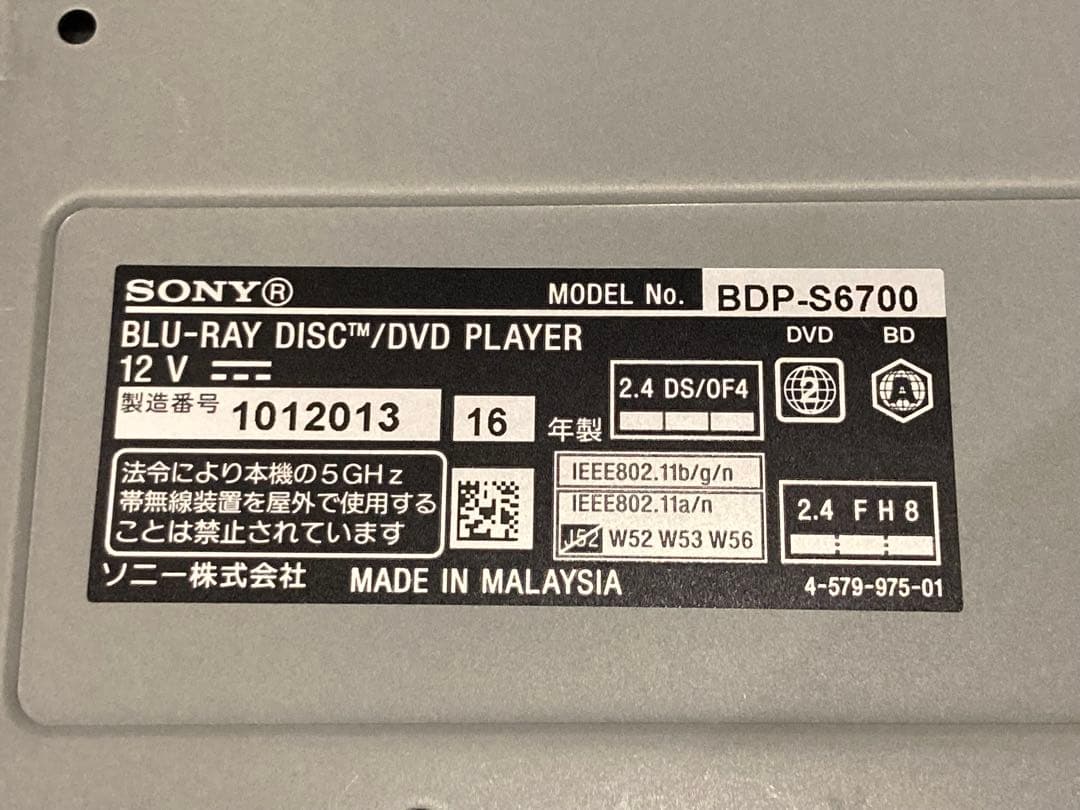 SONY®
MODEL No. BDP-S6700
BLU-RAY DISC™/DVD PLAYER
DVD BD
12 V
2 A
製造番号 1012013
16 年製
2.4 DS/OF4
法令により本機の5GHz
帯無線装置を屋外で使用する
ことは禁止されています
IEEE802.11b/g/n
IEEE802.11a/n
J52 W52 W53 W56
2.4 FH8
ソニー株式会社 MADE IN MALAYSIA
4-579-975-01